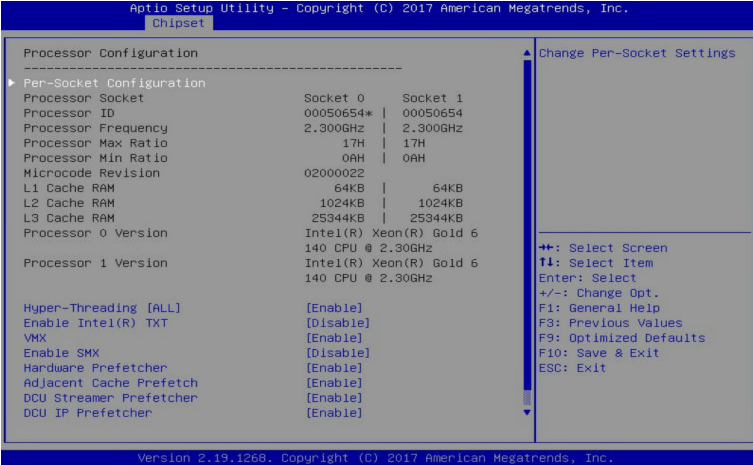 Aptio Setup Utility – Copyright (C) 2017 American Megatrends, Inc.
Chipset
Processor Configuration
--------------------------------------------------
Per-Socket Configuration
Processor Socket Socket 0 Socket 1
Processor ID 00050654* | 00050654
Processor Frequency 2.300GHz | 2.300GHz
Processor Max Ratio 17H | 17H
Processor Min Ratio 0AH | 0AH
Microcode Revision 02000022
L1 Cache RAM 64KB | 64KB
L2 Cache RAM 1024KB | 1024KB
L3 Cache RAM 25344KB | 25344KB
Processor 0 Version Intel(R) Xeon(R) Gold 6
140 CPU @ 2.30GHz
Processor 1 Version Intel(R) Xeon(R) Gold 6
140 CPU @ 2.30GHz
Hyper-Threading [ALL] [Enable]
Enable Intel(R) TXT [Disable]
VMX [Enable]
Enable SMX [Disable]
Hardware Prefetcher [Enable]
Adjacent Cache Prefetch [Enable]
DCU Streamer Prefetcher [Enable]
DCU IP Prefetcher [Enable]
Change Per-Socket Settings
→←: Select Screen
↑↓: Select Item
Enter: Select
+/-: Change Opt.
F1: General Help
F3: Previous Values
F9: Optimized Defaults
F10: Save & Exit
ESC: Exit
Version 2.19.1268. Copyright (C) 2017 American Megatrends, Inc.